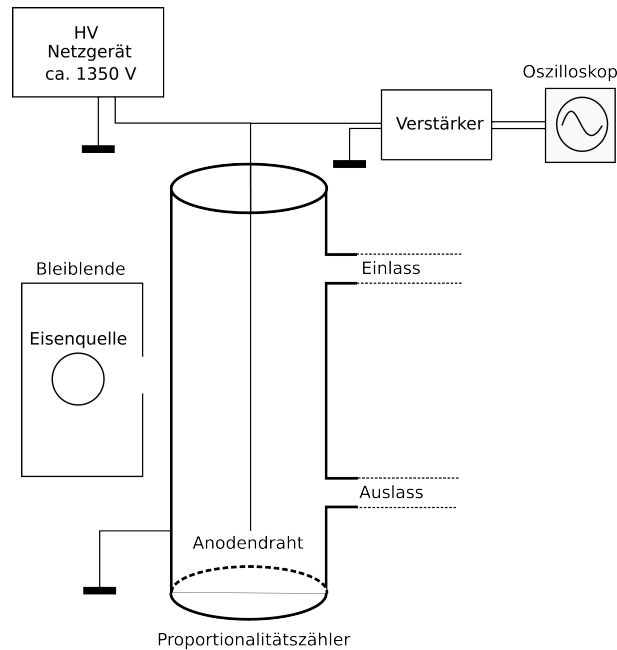 HV
Netzgerät
ca. 1350 V
Oszilloskop
Verstärker
Bleiblende
Einlass
Eisenquelle
Auslass
Anodendraht
Proportionalitätszähler